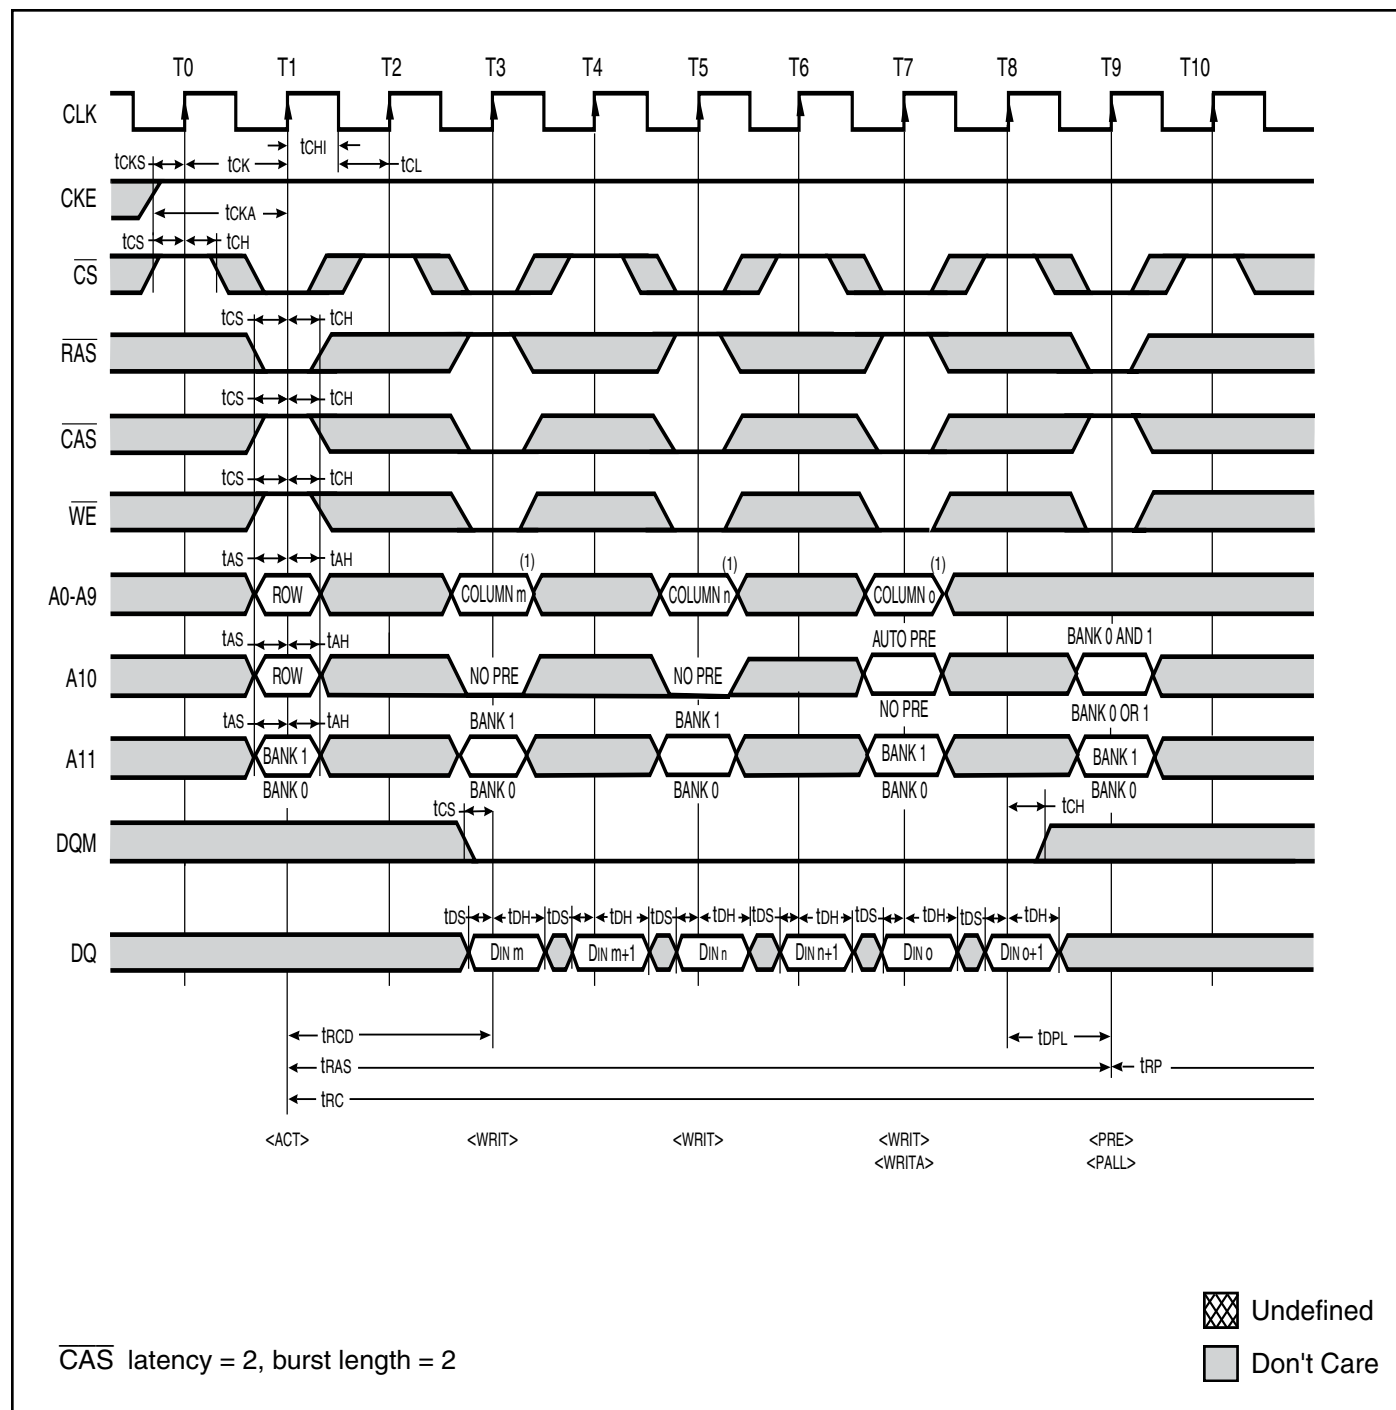 T0 T1 T2 T3 T4 T5 T6 T7 T8 T9 T10
CLK
tCHI
tCKS tCK tCL
CKE
tCKA
tCS tCH
CS
tCS tCH
RAS
tCS tCH
CAS
tCS tCH
WE
tAS tAH (1) (1) (1)
A0-A9 ROW COLUMN m COLUMN n COLUMN o
tAS tAH AUTO PRE BANK 0 AND 1
A10 ROW NO PRE NO PRE
NO PRE BANK 0 OR 1
tAS tAH BANK 1 BANK 1
A11 BANK 1 BANK 1 BANK 1
BANK 0 BANK 0 BANK 0 BANK 0 BANK 0
tCS tCH
DQM
tDS tDH tDS tDH tDS tDH tDS tDH tDS tDH tDS tDH
DQ DIN m DIN m+1 DIN n DIN n+1 DIN o DIN o+1
tRCD tDPL
tRAS tRP
tRC
<ACT> <WRIT> <WRIT> <WRIT> <PRE>
<WRITA> <PALL>
Undefined
CAS latency = 2, burst length = 2
Don't Care